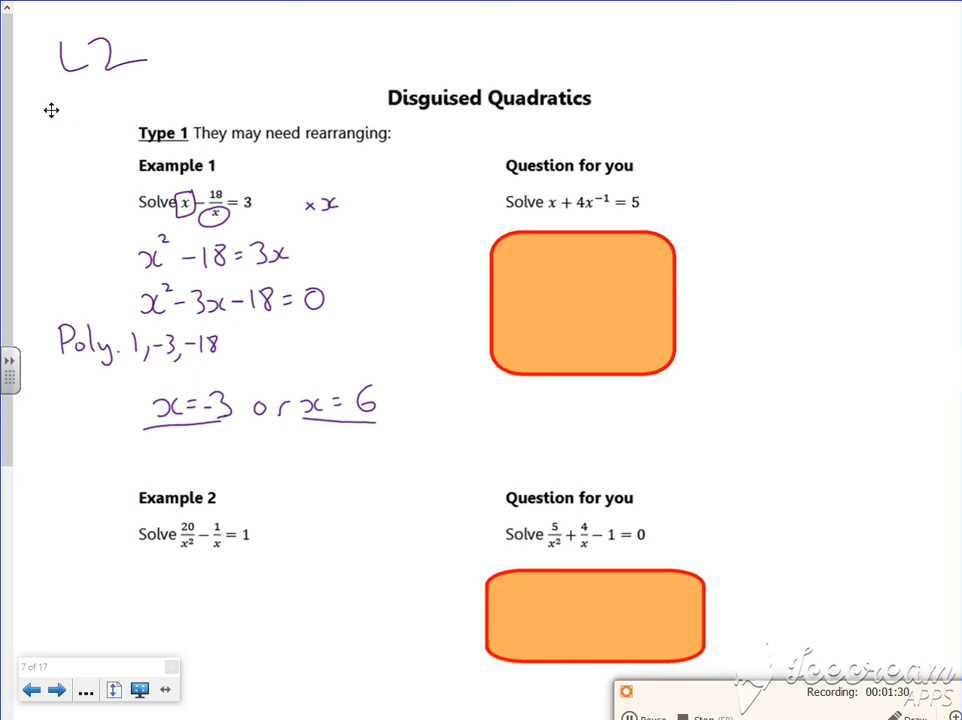 L2
Disguised Quadratics
Type 1 They may need rearranging:
Example 1
Solve x − 18/x = 3
× x
x² − 18 = 3x
x² − 3x − 18 = 0
Poly. 1, −3, −18
x = −3 or x = 6
Question for you
Solve x + 4x⁻¹ = 5
Example 2
Solve 20/x² − 1/x = 1
Question for you
Solve 5/x² + 4/x − 1 = 0
7 of 17
...
Icecream
APPS
Recording: 00:01:30
Pause Stop (F8) Draw